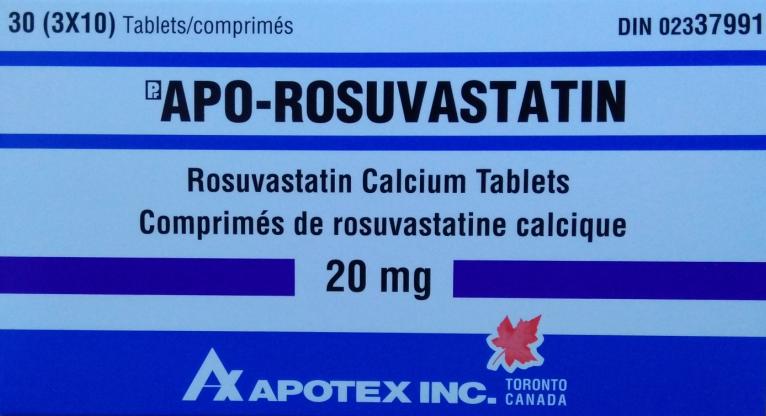 30 (3X10) Tablets/comprimés
DIN 02337991
Pr APO-ROSUVASTATIN
Rosuvastatin Calcium Tablets
Comprimés de rosuvastatine calcique
20 mg
APOTEX INC.
TORONTO
CANADA